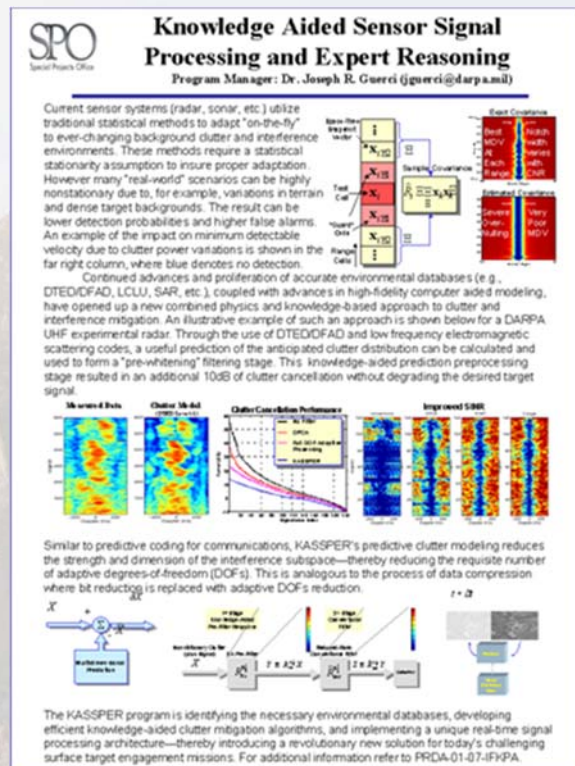 SPO
Special Projects Office
Knowledge Aided Sensor Signal
Processing and Expert Reasoning
Program Manager: Dr. Joseph R. Guerci (jguerci@darpa.mil)
Current sensor systems (radar, sonar, etc.) utilize
traditional statistical methods to adapt "on-the-fly"
to ever-changing background clutter and interference
environments. These methods require a statistical
stationarity assumption to insure proper adaptation.
However many "real-world" scenarios can be highly
nonstationary due to, for example, variations in terrain
and dense target backgrounds. The result can be
lower detection probabilities and higher false alarms.
An example of the impact on minimum detectable
velocity due to clutter power variations is shown in the
far right column, where blue denotes no detection.
Test
Cell
Range
Cells
Sample Covariance
Exact Covariance
Best
MDV
At
Each
Range
Notch
width
varies
with
CNR
Estimated Covariance
Severe
Over-
Nulling
Very
Poor
MDV
Continued advances and proliferation of accurate environmental databases (e.g.,
DTED/DFAD, LCLU, SAR, etc.), coupled with advances in high-fidelity computer aided modeling,
have opened up a new combined physics and knowledge-based approach to clutter and
interference mitigation. An illustrative example of such an approach is shown below for a DARPA
UHF experimental radar. Through the use of DTED/DFAD and low frequency electromagnetic
scattering codes, a useful prediction of the anticipated clutter distribution can be calculated and
used to form a "pre-whitening" filtering stage. This knowledge-aided prediction preprocessing
stage resulted in an additional 10dB of clutter cancellation without degrading the desired target
signal.
Measured Data
Clutter Model
Clutter Cancellation Performance
KASSPER
Improved SINR
Similar to predictive coding for communications, KASSPER's predictive clutter modeling reduces
the strength and dimension of the interference subspace—thereby reducing the requisite number
of adaptive degrees-of-freedom (DOFs). This is analogous to the process of data compression
where bit reduction is replaced with adaptive DOFs reduction.
The KASSPER program is identifying the necessary environmental databases, developing
efficient knowledge-aided clutter mitigation algorithms, and implementing a unique real-time signal
processing architecture—thereby introducing a revolutionary new solution for today's challenging
surface target engagement missions. For additional information refer to PRDA-01-07-IFKPA.